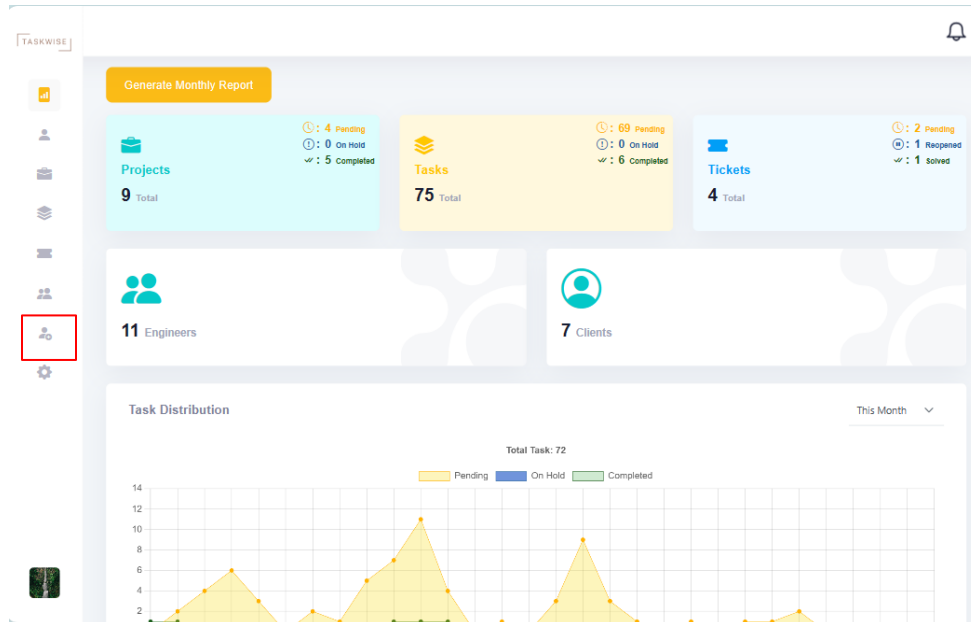 TASKWISE
Generate Monthly Report
: 4 Pending
: 0 On Hold
: 5 Completed
Projects
9 Total
: 69 Pending
: 0 On Hold
: 6 Completed
Tasks
75 Total
: 2 Pending
: 1 Reopened
: 1 Solved
Tickets
4 Total
11 Engineers
7 Clients
Task Distribution
This Month
Total Task: 72
Pending On Hold Completed
14
12
10
8
6
4
2